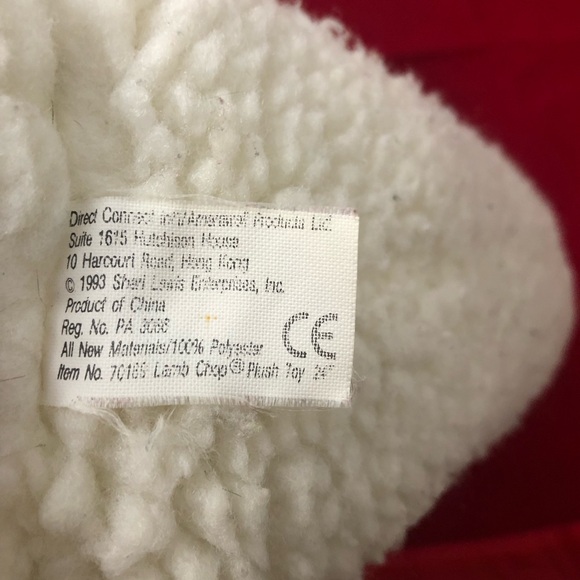 Direct Connect Int'l/Amerawell Products Ltd.
Suite 1615 Hutchison House
10 Harcourt Road, Hong Kong
© 1993 Shari Lewis Enterprises, Inc.
Product of China
Reg. No. PA
All New Materials/100% Polyester
CE
Item No. Lamb Chop® Plush Toy 24"